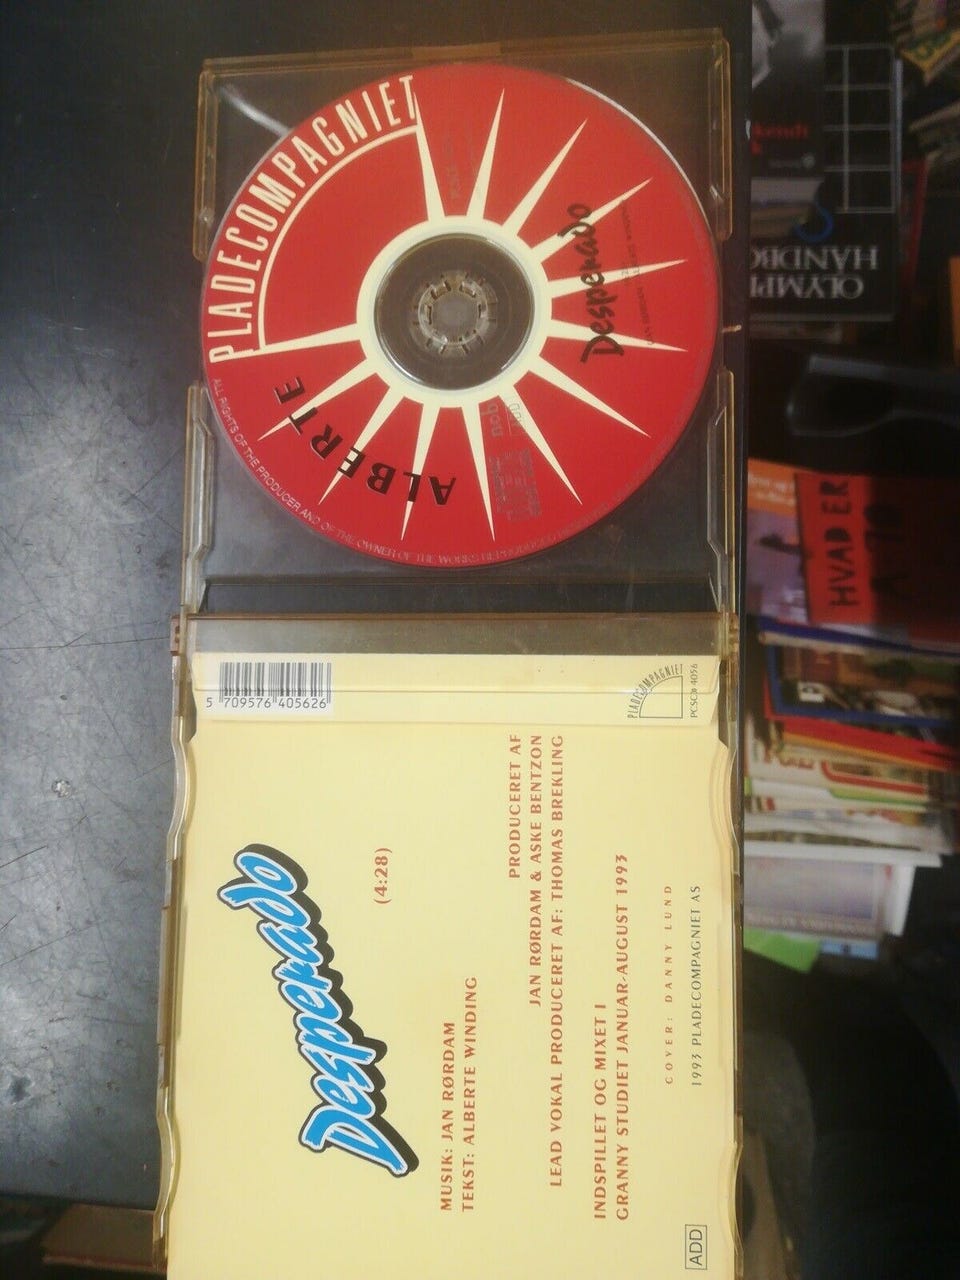 PLADECOMPAGNIET
ALBERTE
Desperado
ALL RIGHTS OF THE PRODUCER AND OF THE OWNER OF THE WORKS REPRODUCED
ncb
5 709576 405626
PLADECOMPAGNIET
PCSCD 4056
Desperado
(4:28)
MUSIK: JAN RØRDAM
TEKST: ALBERTE WINDING
PRODUCERET AF
JAN RØRDAM & ASKE BENTZON
LEAD VOKAL PRODUCERET AF: THOMAS BREKLING
INDSPILLET OG MIXET I
GRANNY STUDIET JANUAR-AUGUST 1993
COVER: DANNY LUND
1993 PLADECOMPAGNIET AS
ADD
HVAD ER